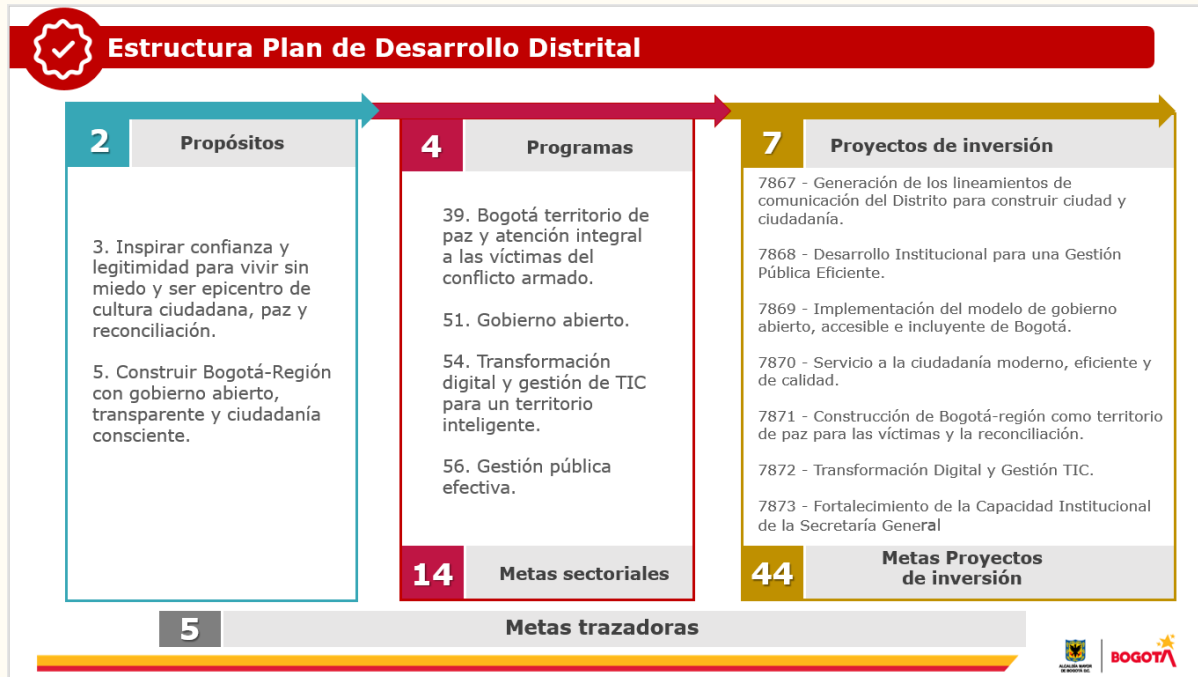 Estructura Plan de Desarrollo Distrital
2
Propósitos
3. Inspirar confianza y
legitimidad para vivir sin
miedo y ser epicentro de
cultura ciudadana, paz y
reconciliación.
5. Construir Bogotá-Región
con gobierno abierto,
transparente y ciudadanía
consciente.
4
Programas
39. Bogotá territorio de
paz y atención integral
a las víctimas del
conflicto armado.
51. Gobierno abierto.
54. Transformación
digital y gestión de TIC
para un territorio
inteligente.
56. Gestión pública
efectiva.
14
Metas sectoriales
7
Proyectos de inversión
7867 - Generación de los lineamientos de
comunicación del Distrito para construir ciudad y
ciudadanía.
7868 - Desarrollo Institucional para una Gestión
Pública Eficiente.
7869 - Implementación del modelo de gobierno
abierto, accesible e incluyente de Bogotá.
7870 - Servicio a la ciudadanía moderno, eficiente y
de calidad.
7871 - Construcción de Bogotá-región como territorio
de paz para las víctimas y la reconciliación.
7872 - Transformación Digital y Gestión TIC.
7873 - Fortalecimiento de la Capacidad Institucional
de la Secretaría General
44
Metas Proyectos
de inversión
5
Metas trazadoras
ALCALDÍA MAYOR
DE BOGOTÁ D.C.
BOGOTÁ